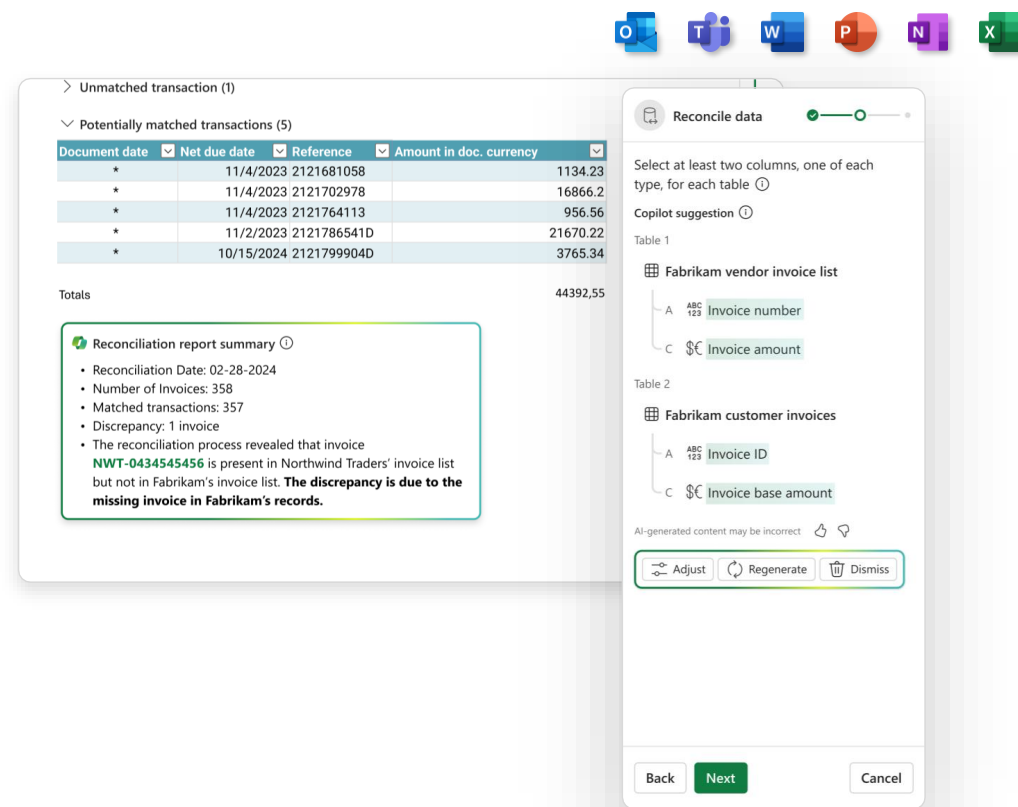 O T W P N X
Unmatched transaction (1)
Potentially matched transactions (5)
Document date Net due date Reference Amount in doc. currency
* 11/4/2023 2121681058 1134.23
* 11/4/2023 2121702978 16866.2
* 11/4/2023 2121764113 956.56
* 11/2/2023 2121786541D 21670.22
* 10/15/2024 2121799904D 3765.34
Totals 44392,55
Reconciliation report summary
• Reconciliation Date: 02-28-2024
• Number of Invoices: 358
• Matched transactions: 357
• Discrepancy: 1 invoice
• The reconciliation process revealed that invoice
NWT-0434545456 is present in Northwind Traders’ invoice list
but not in Fabrikam’s invoice list. The discrepancy is due to the
missing invoice in Fabrikam’s records.
Reconcile data
Select at least two columns, one of each
type, for each table
Copilot suggestion
Table 1
Fabrikam vendor invoice list
A ABC 123 Invoice number
C $€ Invoice amount
Table 2
Fabrikam customer invoices
A ABC 123 Invoice ID
C $€ Invoice base amount
AI-generated content may be incorrect
Adjust Regenerate Dismiss
Back Next Cancel